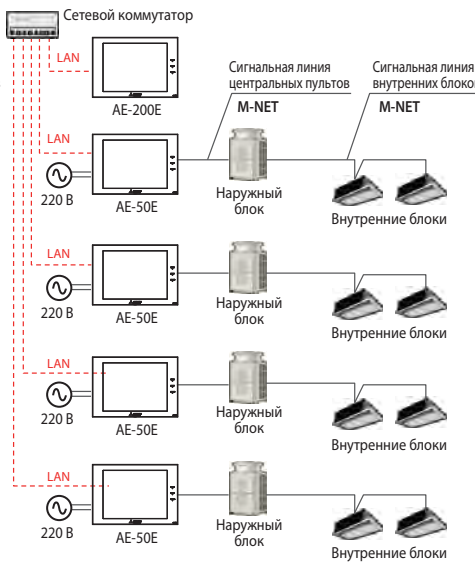 Сетевой коммутатор
LAN
AE-200E
Сигнальная линия
центральных пультов
M-NET
Сигнальная линия
внутренних блоков
M-NET
LAN
220 В
AE-50E
Наружный
блок
Внутренние блоки
LAN
220 В
AE-50E
Наружный
блок
Внутренние блоки
LAN
220 В
AE-50E
Наружный
блок
Внутренние блоки
LAN
220 В
AE-50E
Наружный
блок
Внутренние блоки